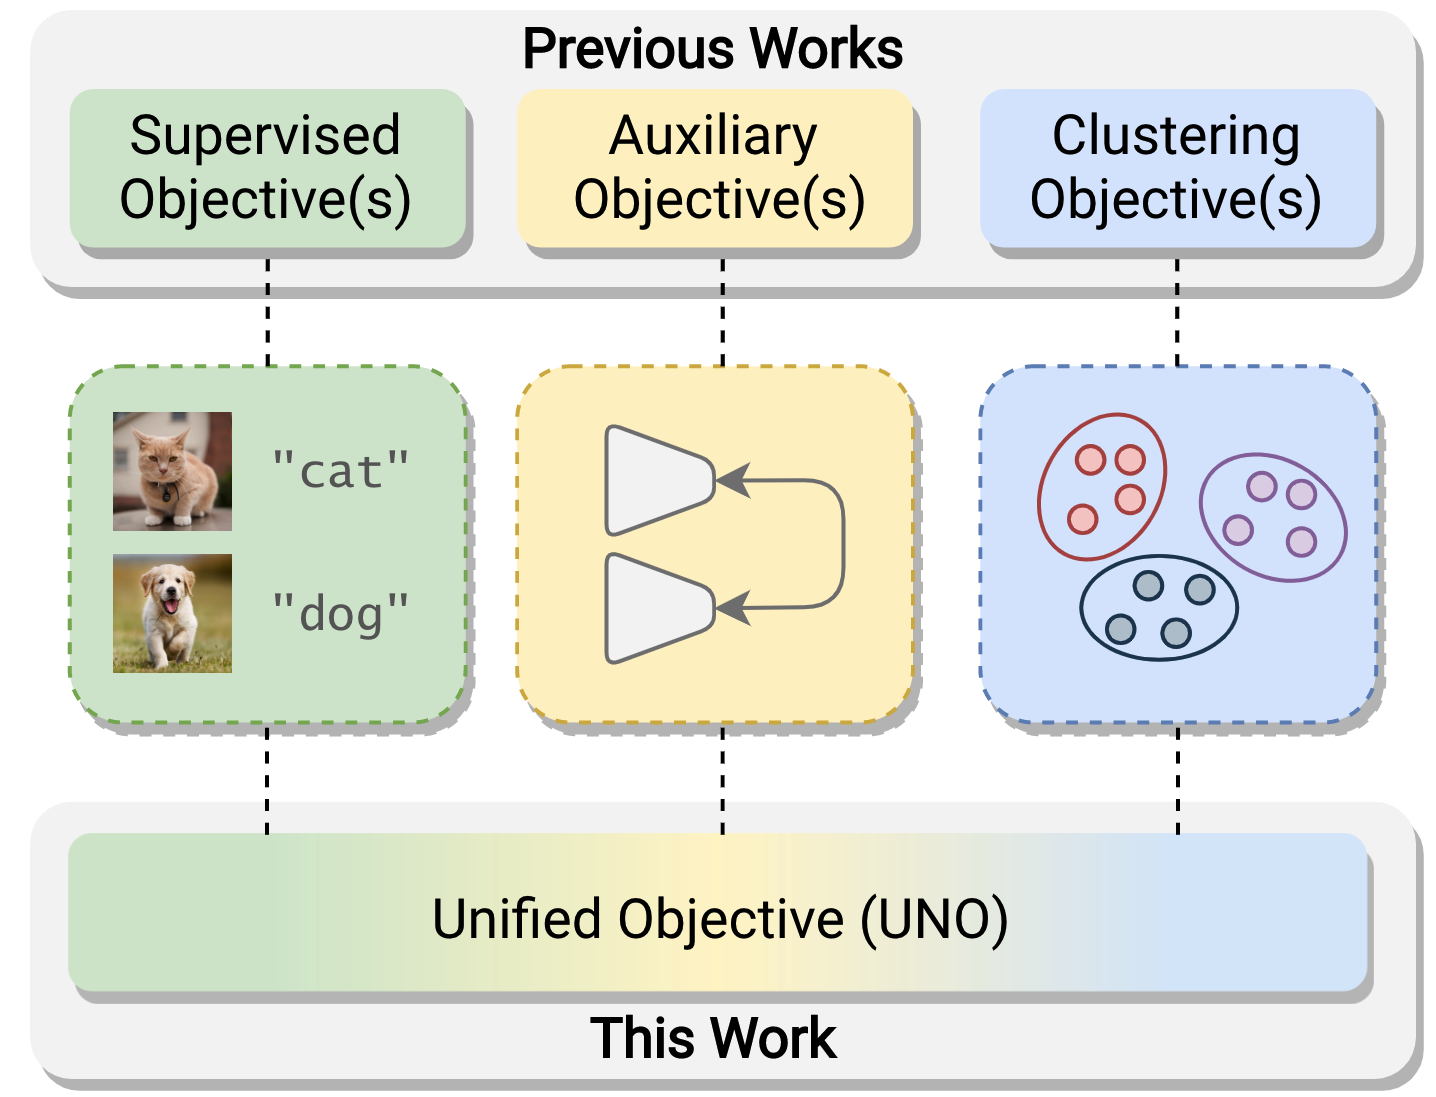 Previous Works
Supervised
Objective(s)
Auxiliary
Objective(s)
Clustering
Objective(s)
"cat"
"dog"
Unified Objective (UNO)
This Work